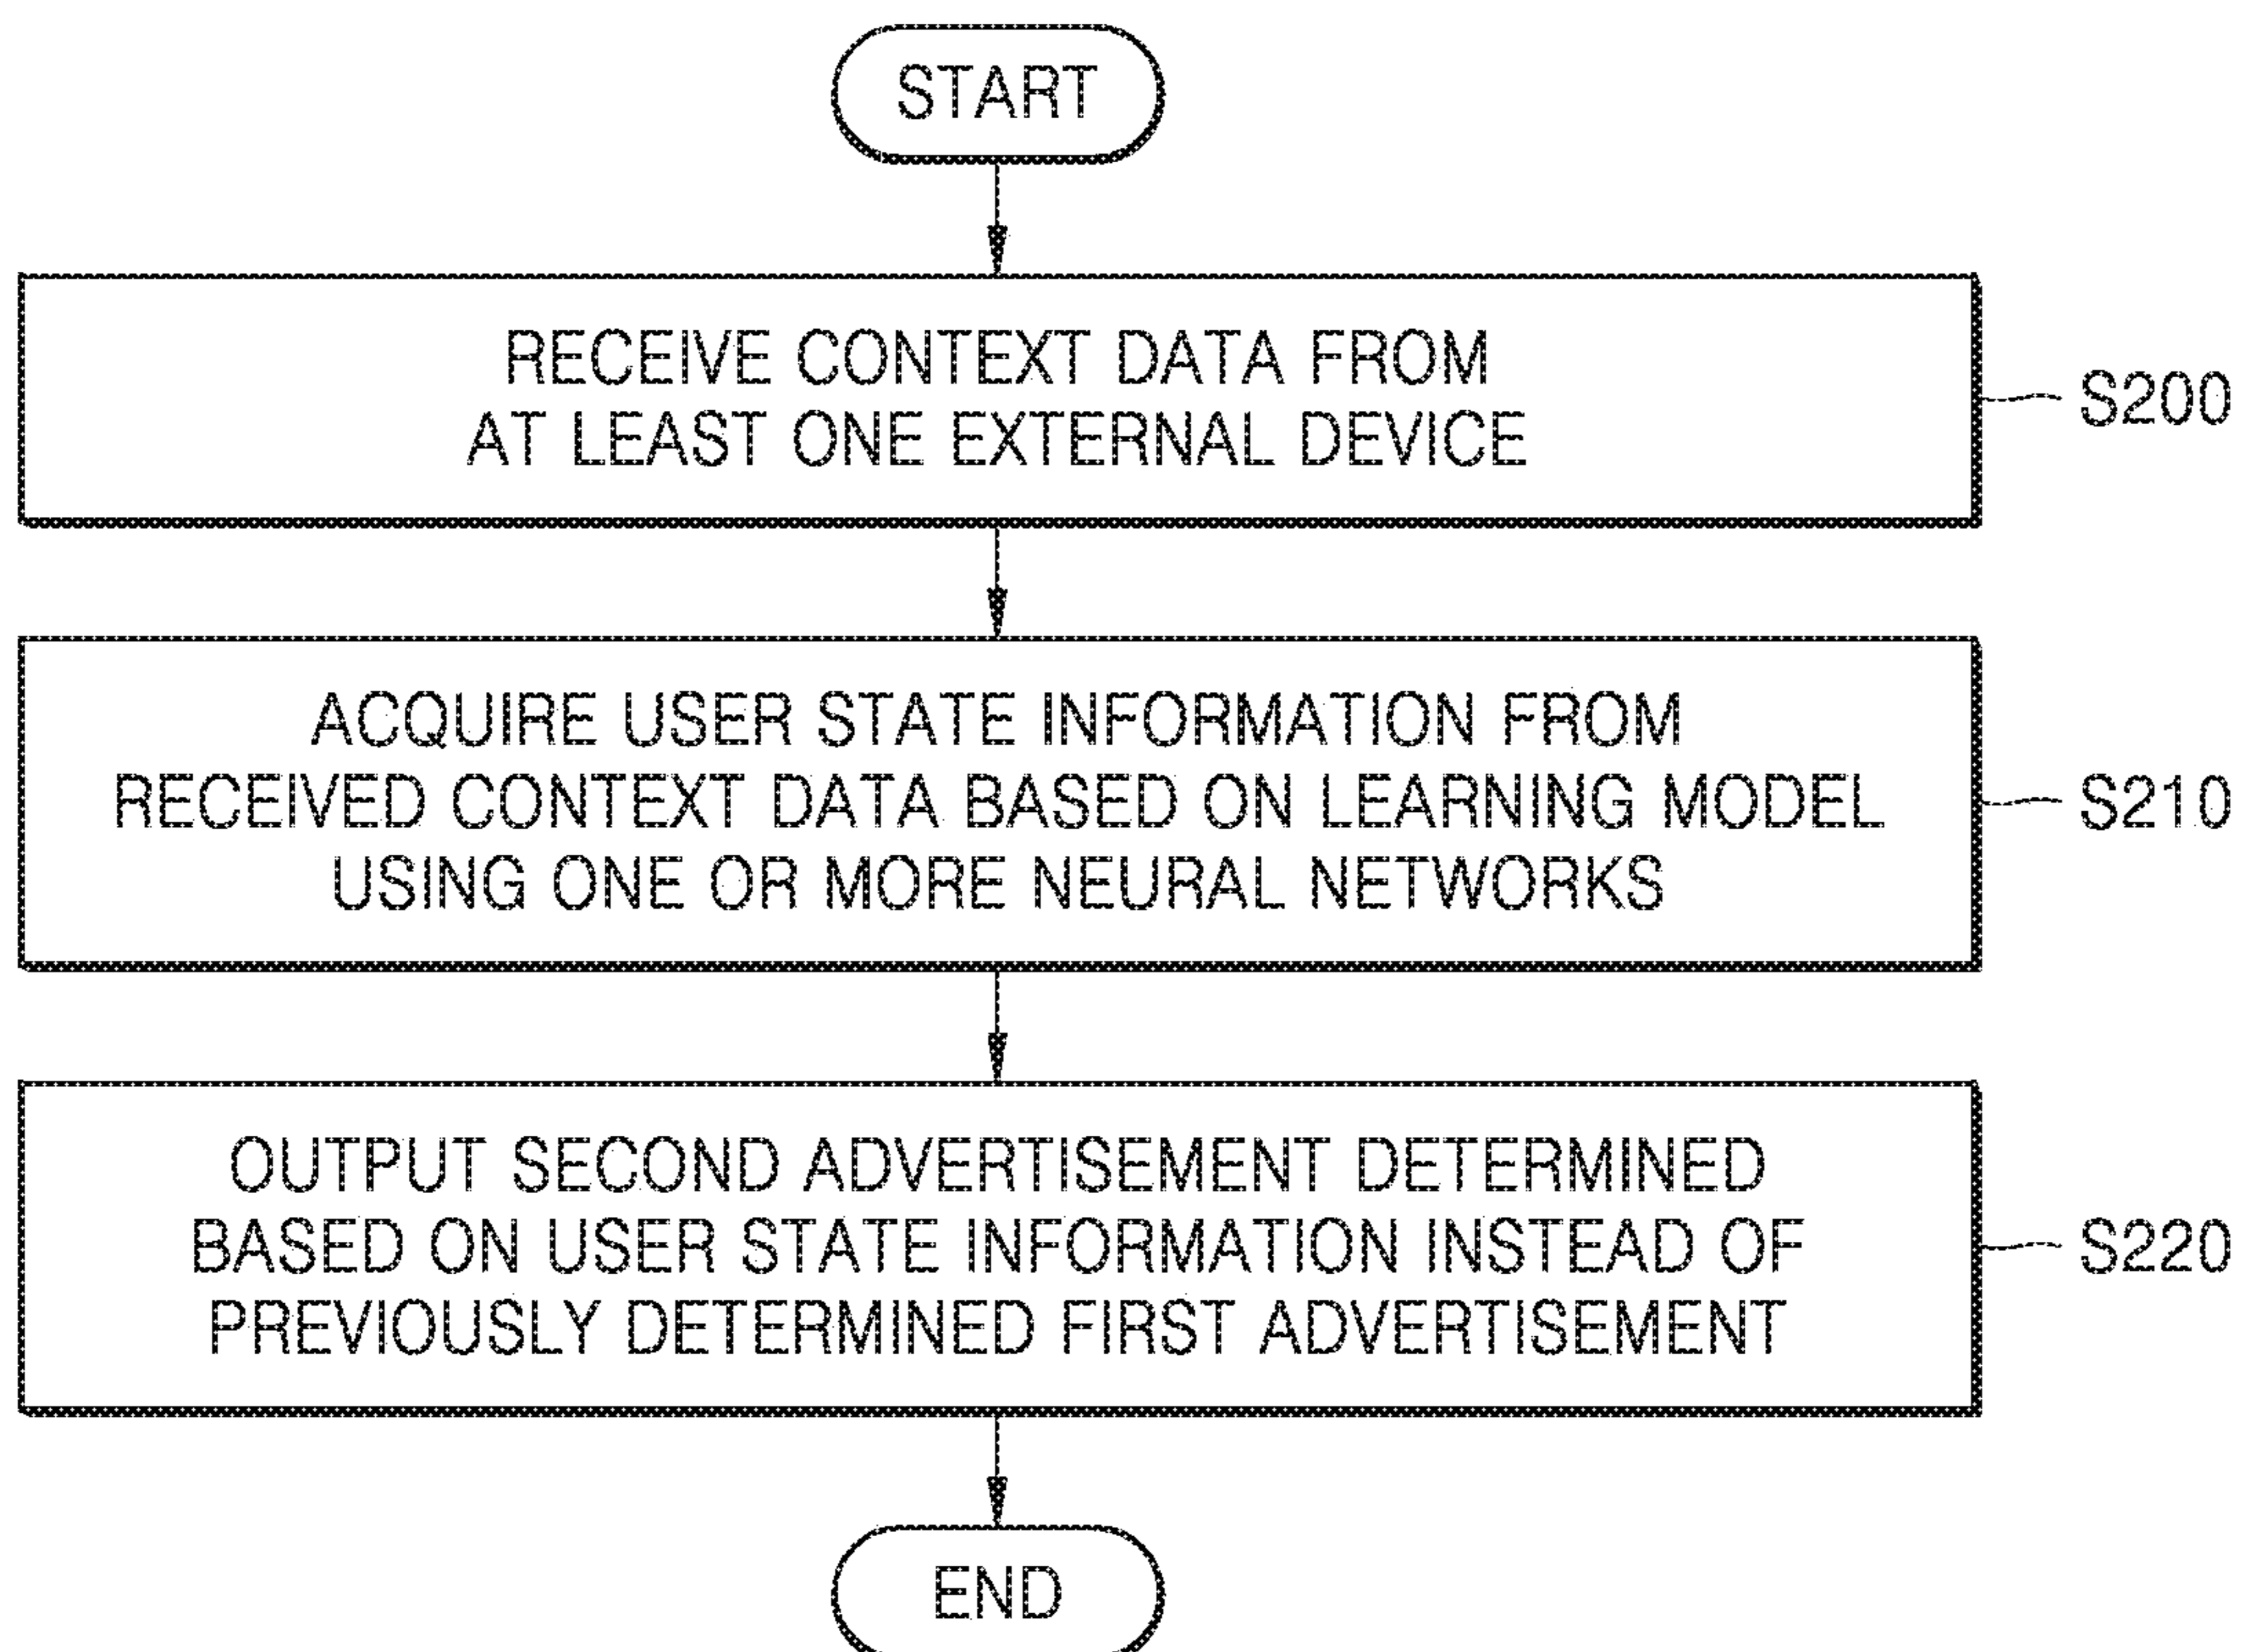 START
RECEIVE CONTEXT DATA FROM
AT LEAST ONE EXTERNAL DEVICE
S200
ACQUIRE USER STATE INFORMATION FROM
RECEIVED CONTEXT DATA BASED ON LEARNING MODEL
USING ONE OR MORE NEURAL NETWORKS
S210
OUTPUT SECOND ADVERTISEMENT DETERMINED
BASED ON USER STATE INFORMATION INSTEAD OF
PREVIOUSLY DETERMINED FIRST ADVERTISEMENT
S220
END